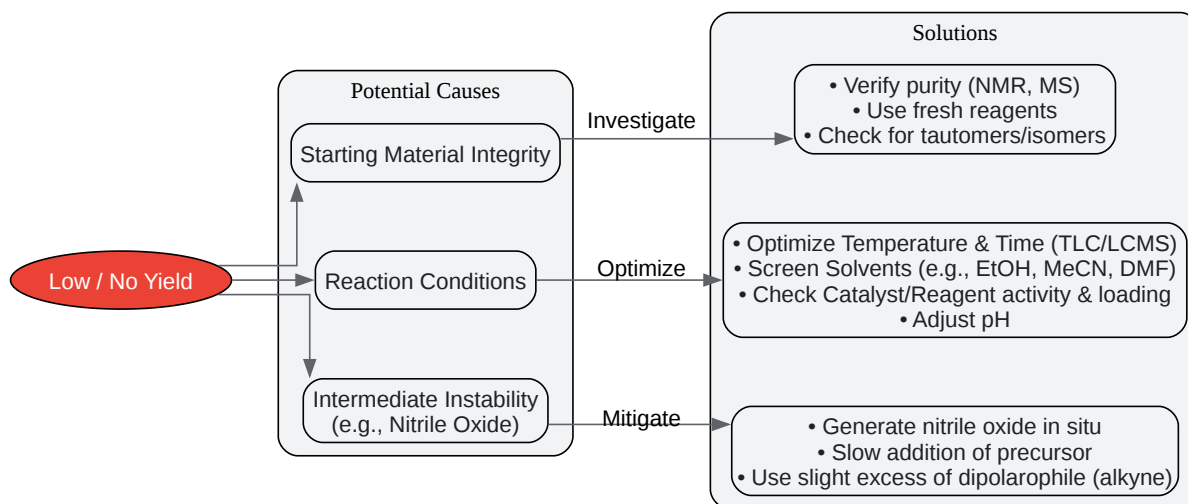 Solutions
Potential Causes
• Verify purity (NMR, MS)
• Use fresh reagents
• Check for tautomers/isomers
Investigate
Starting Material Integrity
Low / No Yield
Reaction Conditions
Optimize
• Optimize Temperature & Time (TLC/LCMS)
• Screen Solvents (e.g., EtOH, MeCN, DMF)
• Check Catalyst/Reagent activity & loading
• Adjust pH
Intermediate Instability
(e.g., Nitrile Oxide)
Mitigate
• Generate nitrile oxide in situ
• Slow addition of precursor
• Use slight excess of dipolarophile (alkyne)